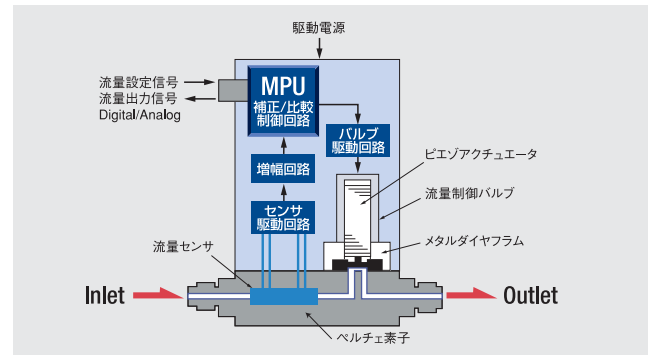 駆動電源
流量設定信号
流量出力信号
Digital/Analog
MPU
補正/比較
制御回路
バルブ
駆動回路
増幅回路
センサ
駆動回路
ピエゾアクチュエータ
流量制御バルブ
メタルダイヤフラム
流量センサ
Inlet
Outlet
ペルチェ素子